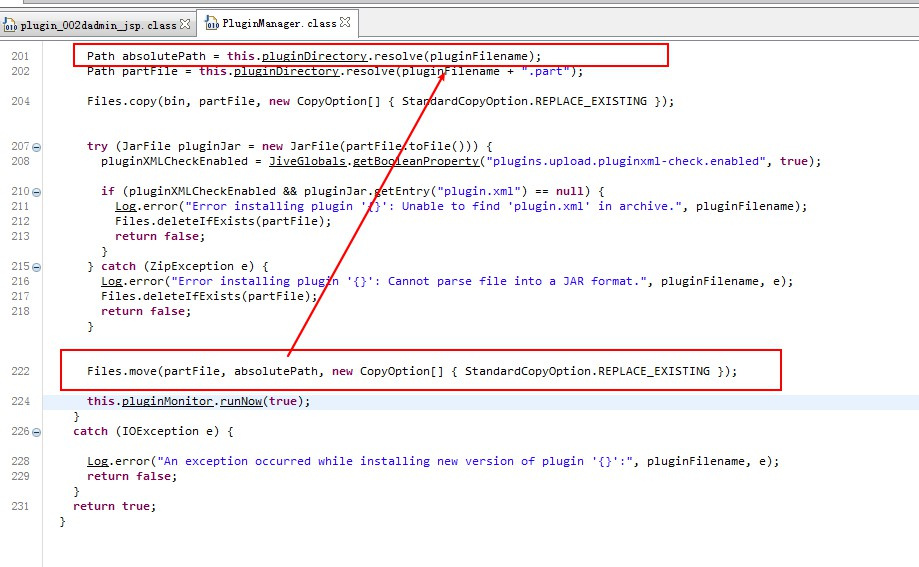 plugin_002dadmin_jsp.class PluginManager.class
201 Path absolutePath = this.pluginDirectory.resolve(pluginFilename);
202 Path partFile = this.pluginDirectory.resolve(pluginFilename + ".part");
204 Files.copy(bin, partFile, new CopyOption[] { StandardCopyOption.REPLACE_EXISTING });
207 try (JarFile pluginJar = new JarFile(partFile.toFile())) {
208 pluginXMLCheckEnabled = JiveGlobals.getBooleanProperty("plugins.upload.pluginxml-check.enabled", true);
210 if (pluginXMLCheckEnabled && pluginJar.getEntry("plugin.xml") == null) {
211 Log.error("Error installing plugin '{}': Unable to find 'plugin.xml' in archive.", pluginFilename);
212 Files.deleteIfExists(partFile);
213 return false;
}
215 } catch (ZipException e) {
216 Log.error("Error installing plugin '{}': Cannot parse file into a JAR format.", pluginFilename, e);
217 Files.deleteIfExists(partFile);
218 return false;
}
222 Files.move(partFile, absolutePath, new CopyOption[] { StandardCopyOption.REPLACE_EXISTING });
224 this.pluginMonitor.runNow(true);
}
226 catch (IOException e) {
228 Log.error("An exception occurred while installing new version of plugin '{}':", pluginFilename, e);
229 return false;
}
231 return true;
}